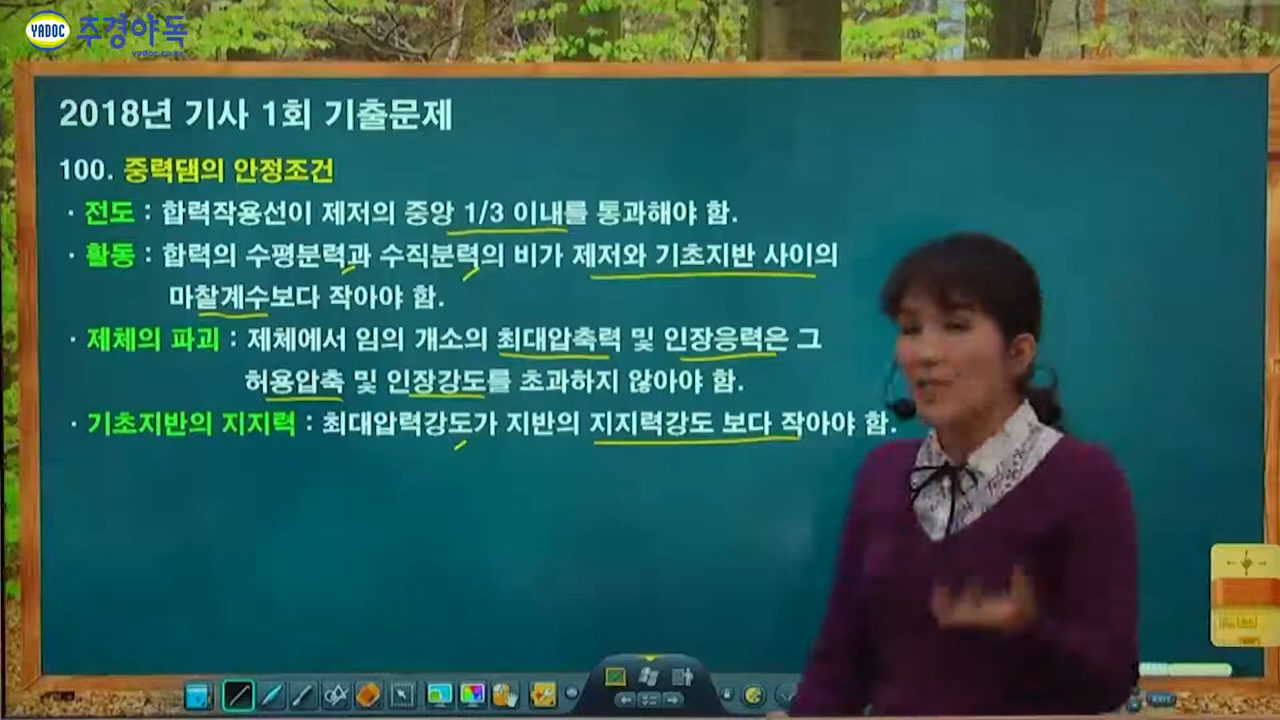 YADOC 주경야독
yadoc.co.kr
2018년 기사 1회 기출문제
100. 중력댐의 안정조건
· 전도 : 합력작용선이 제저의 중앙 1/3 이내를 통과해야 함.
· 활동 : 합력의 수평분력과 수직분력의 비가 제저와 기초지반 사이의
마찰계수보다 작아야 함.
· 제체의 파괴 : 제체에서 임의 개소의 최대압축력 및 인장응력은 그
허용압축 및 인장강도를 초과하지 않아야 함.
· 기초지반의 지지력 : 최대압력강도가 지반의 지지력강도 보다 작아야 함.